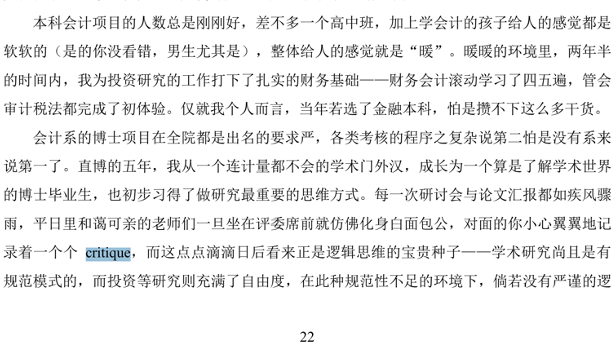 本科会计项目的人数总是刚刚好，差不多一个高中班，加上学会计的孩子给人的感觉都是
软软的（是的你没看错，男生尤其是），整体给人的感觉就是“暖”。暖暖的环境里，两年半
的时间内，我为投资研究的工作打下了扎实的财务基础——财务会计滚动学习了四五遍，管会
审计税法都完成了初体验。仅就我个人而言，当年若选了金融本科，怕是攒不下这么多干货。
会计系的博士项目在全院都是出名的要求严，各类考核的程序之复杂说第二怕是没有系来
说第一了。直博的五年，我从一个连计量都不会的学术门外汉，成长为一个算是了解学术世界
的博士毕业生，也初步习得了做研究最重要的思维方式。每一次研讨会与论文汇报都如疾风骤
雨，平日里和蔼可亲的老师们一旦坐在评委席前就仿佛化身白面包公，对面的你小心翼翼地记
录着一个个 critique，而这点点滴滴日后看来正是逻辑思维的宝贵种子——学术研究尚且是有
规范模式的，而投资等研究则充满了自由度，在此种规范性不足的环境下，倘若没有严谨的逻
22